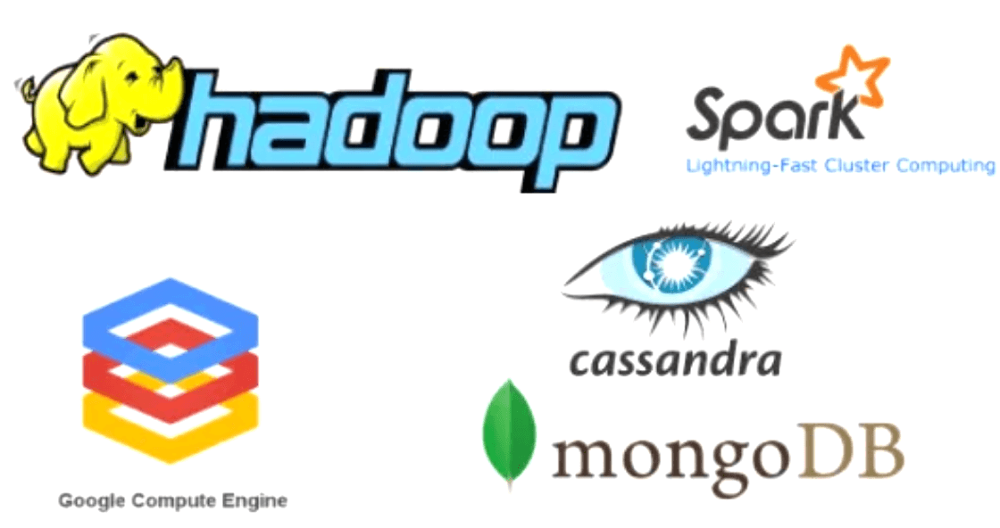 hadoop
Spark
Lightning-Fast Cluster Computing
cassandra
mongoDB
Google Compute Engine